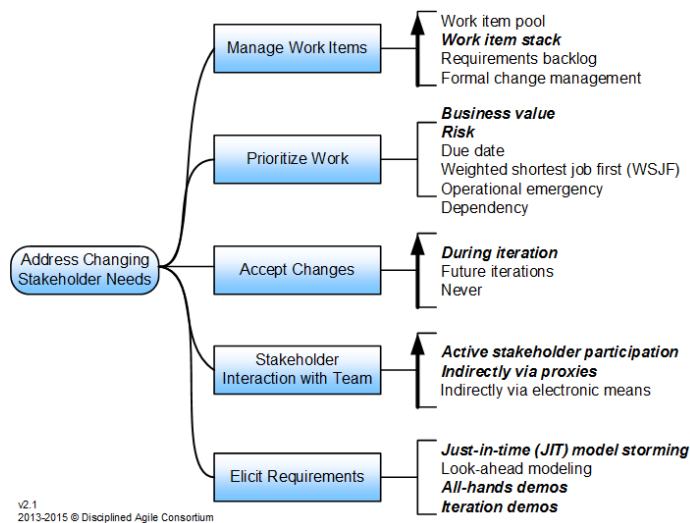 Manage Work Items
Work item pool
Work item stack
Requirements backlog
Formal change management
Prioritize Work
Business value
Risk
Due date
Weighted shortest job first (WSJF)
Operational emergency
Dependency
Address Changing
Stakeholder Needs
Accept Changes
During iteration
Future iterations
Never
Stakeholder
Interaction with Team
Active stakeholder participation
Indirectly via proxies
Indirectly via electronic means
Elicit Requirements
Just-in-time (JIT) model storming
Look-ahead modeling
All-hands demos
Iteration demos
v2.1
2013-2015 © Disciplined Agile Consortium